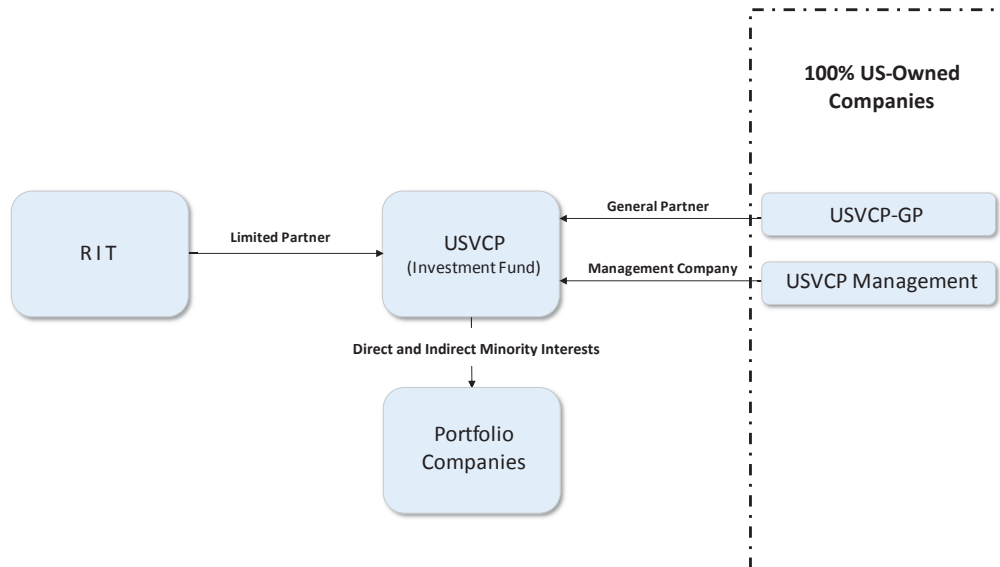 100% US-Owned
Companies
R I T
Limited Partner
USVCP
(Investment Fund)
General Partner
USVCP-GP
Management Company
USVCP Management
Direct and Indirect Minority Interests
Portfolio
Companies